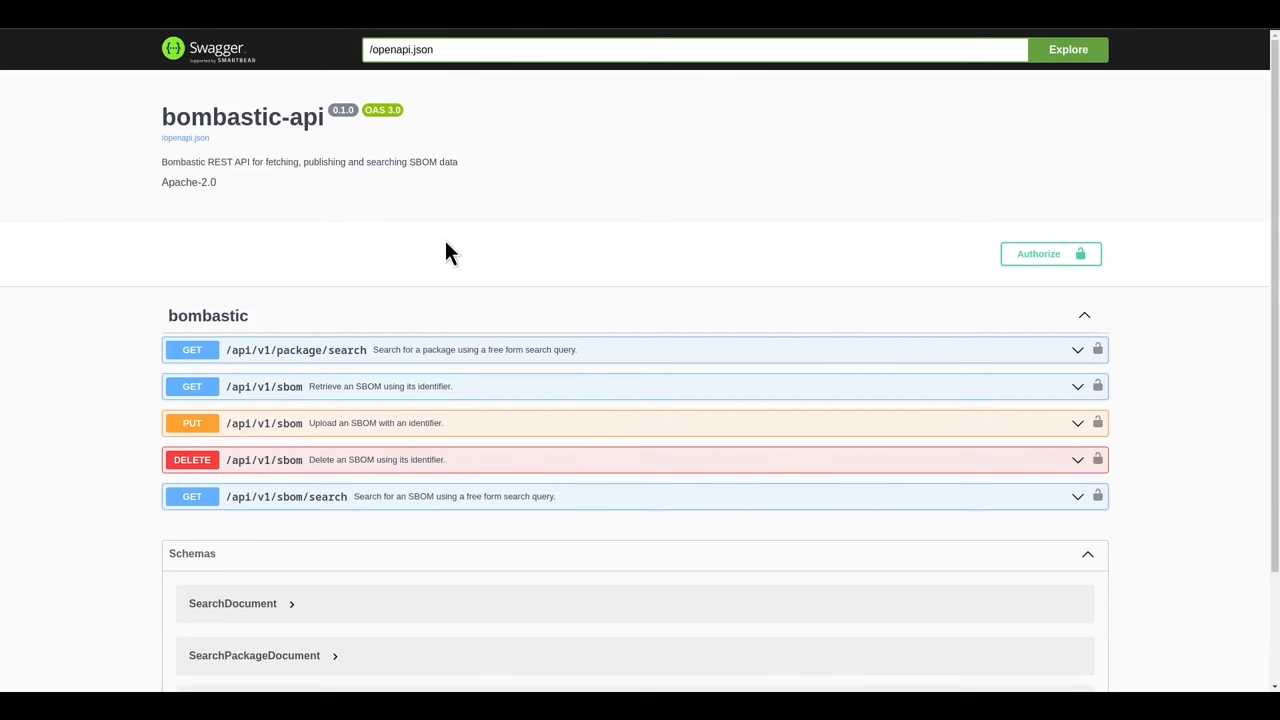 Swagger
Supported by SMARTBEAR
/openapi.json
Explore
bombastic-api 0.1.0 OAS 3.0
/openapi.json
Bombastic REST API for fetching, publishing and searching SBOM data
Apache-2.0
Authorize
bombastic
GET /api/v1/package/search Search for a package using a free form search query.
GET /api/v1/sbom Retrieve an SBOM using its identifier.
PUT /api/v1/sbom Upload an SBOM with an identifier.
DELETE /api/v1/sbom Delete an SBOM using its identifier.
GET /api/v1/sbom/search Search for an SBOM using a free form search query.
Schemas
SearchDocument
SearchPackageDocument